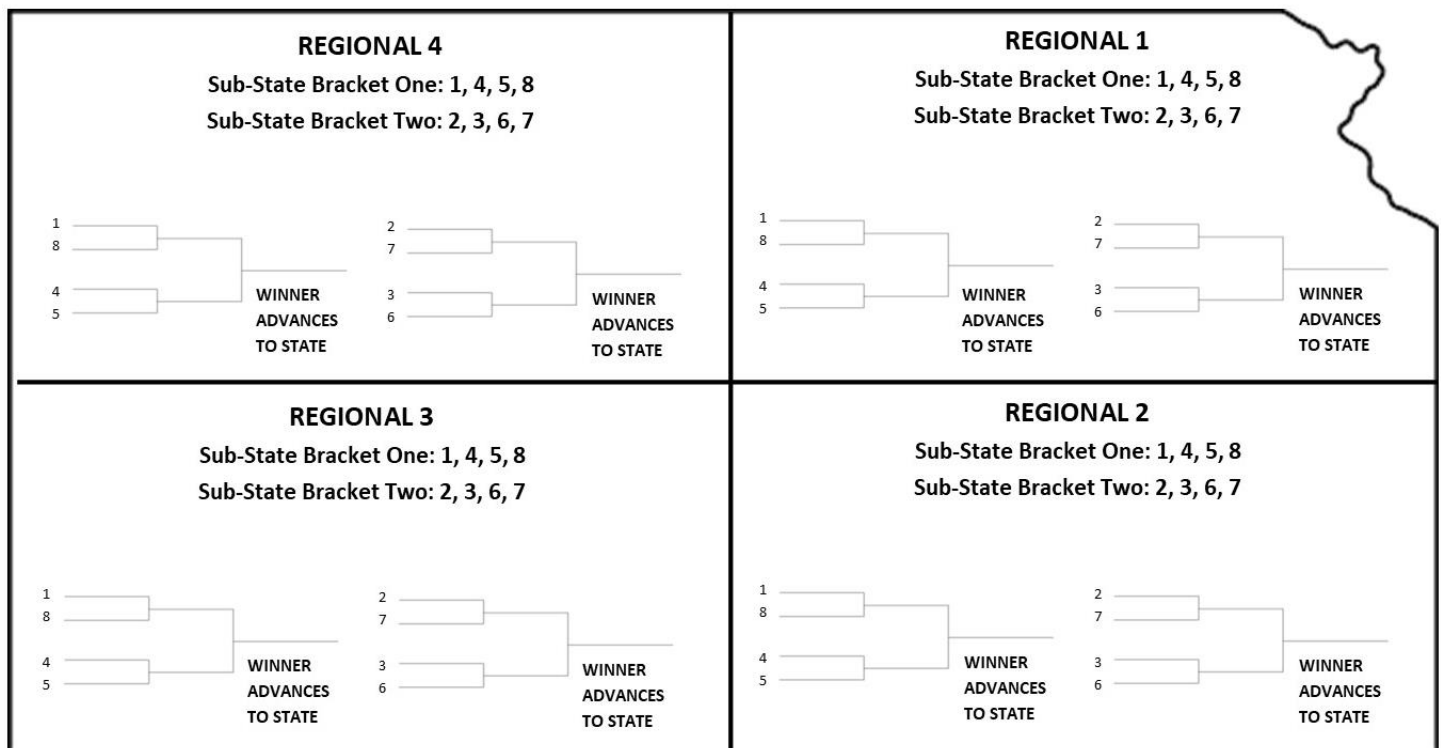 REGIONAL 4
Sub-State Bracket One: 1, 4, 5, 8
Sub-State Bracket Two: 2, 3, 6, 7
1
8
4
5
WINNER
ADVANCES
TO STATE
2
7
3
6
WINNER
ADVANCES
TO STATE
REGIONAL 1
Sub-State Bracket One: 1, 4, 5, 8
Sub-State Bracket Two: 2, 3, 6, 7
1
8
4
5
WINNER
ADVANCES
TO STATE
2
7
3
6
WINNER
ADVANCES
TO STATE
REGIONAL 3
Sub-State Bracket One: 1, 4, 5, 8
Sub-State Bracket Two: 2, 3, 6, 7
1
8
4
5
WINNER
ADVANCES
TO STATE
2
7
3
6
WINNER
ADVANCES
TO STATE
REGIONAL 2
Sub-State Bracket One: 1, 4, 5, 8
Sub-State Bracket Two: 2, 3, 6, 7
1
8
4
5
WINNER
ADVANCES
TO STATE
2
7
3
6
WINNER
ADVANCES
TO STATE